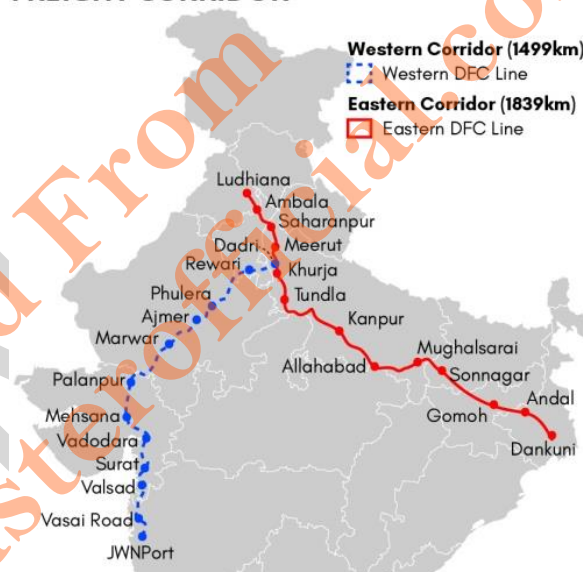 FREIGHT CORRIDOR
Western Corridor (1499km)
Western DFC Line
Eastern Corridor (1839km)
Eastern DFC Line
Ludhiana
Ambala
Saharanpur
Dadri
Meerut
Rewari
Khurja
Phulera
Tundla
Ajmer
Kanpur
Marwar
Mughalsarai
Allahabad
Sonnagar
Palanpur
Andal
Mehsana
Gomoh
Vadodara
Dankuni
Surat
Valsad
Vasai Road
JWNPort